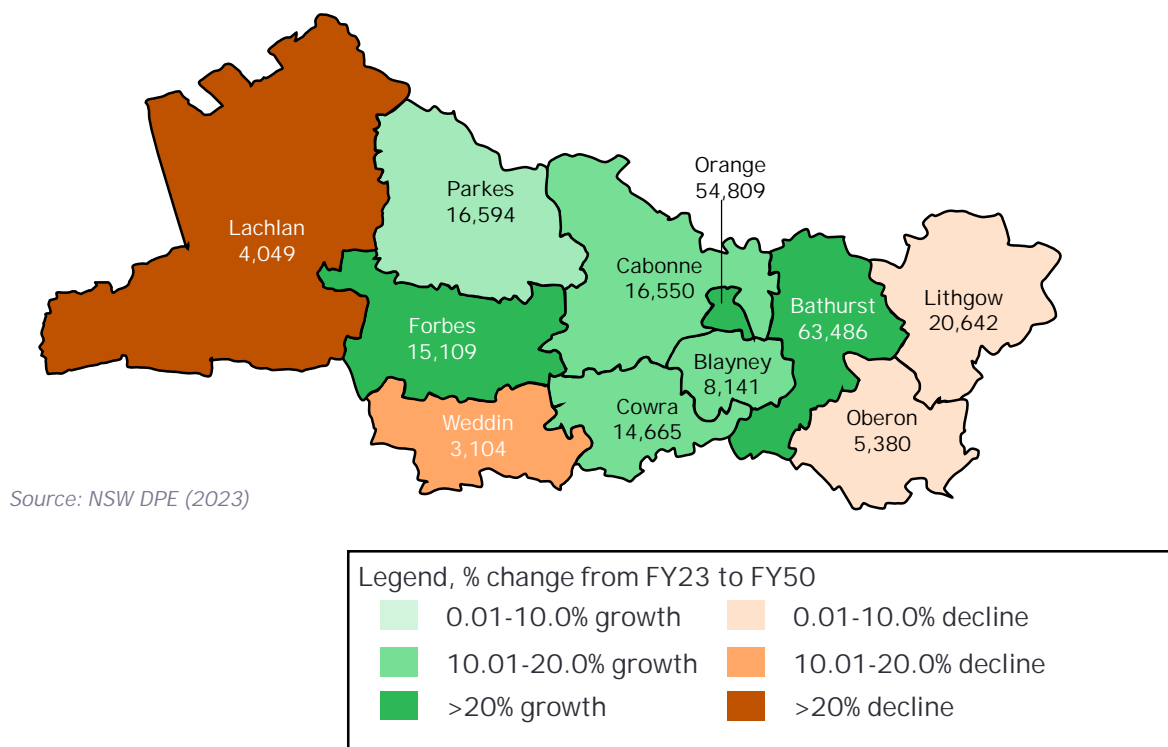 Orange
54,809
Parkes
16,594
Lachlan
4,049
Cabonne
16,550
Bathurst
63,486
Lithgow
20,642
Forbes
15,109
Blayney
8,141
Cowra
14,665
Oberon
5,380
Weddin
3,104
Source: NSW DPE (2023)
Legend, % change from FY23 to FY50
0.01-10.0% growth
0.01-10.0% decline
10.01-20.0% growth
10.01-20.0% decline
>20% growth
>20% decline